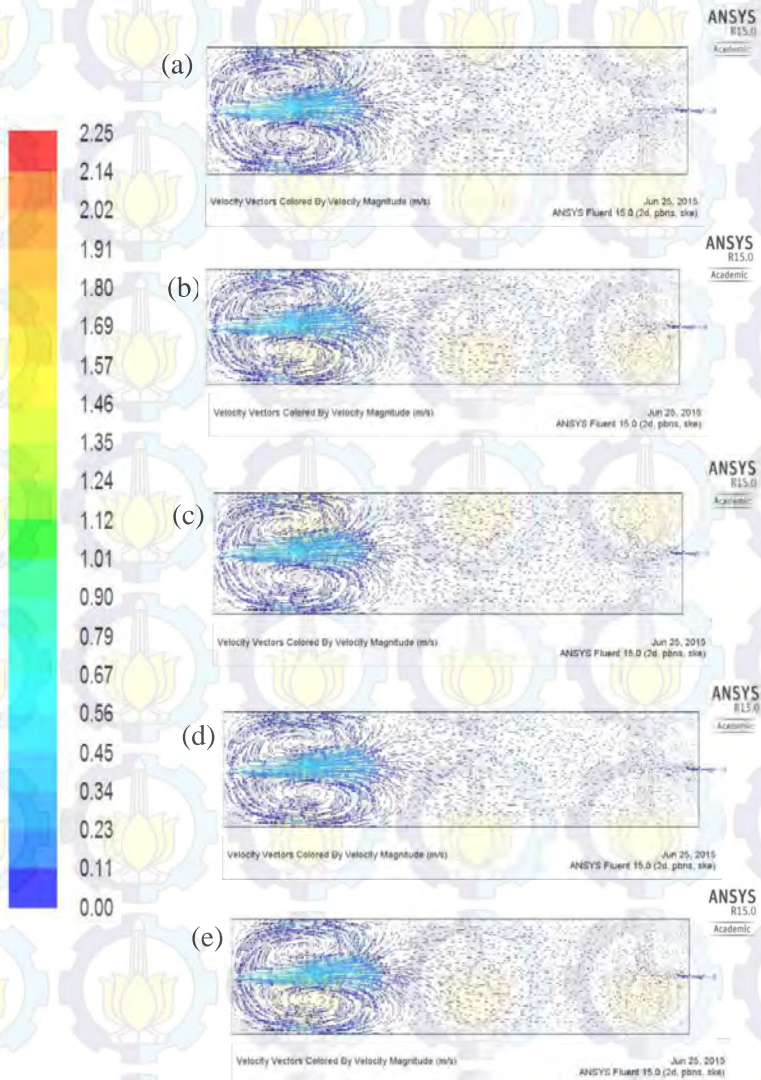 ANSYS
R15.0
Academic
(a)
Velocity Vectors Colored By Velocity Magnitude (m/s)
Jun 25, 2015
ANSYS Fluent 15.0 (2d, pbns, ske)
2.25
2.14
2.02
1.91
1.80
1.69
1.57
1.46
1.35
1.24
1.12
1.01
0.90
0.79
0.67
0.56
0.45
0.34
0.23
0.11
0.00
ANSYS
R15.0
Academic
(b)
Velocity Vectors Colored By Velocity Magnitude (m/s)
Jun 25, 2015
ANSYS Fluent 15.0 (2d, pbns, ske)
ANSYS
R15.0
Academic
(c)
Velocity Vectors Colored By Velocity Magnitude (m/s)
Jun 25, 2015
ANSYS Fluent 15.0 (2d, pbns, ske)
ANSYS
R15.0
Academic
(d)
Velocity Vectors Colored By Velocity Magnitude (m/s)
Jun 25, 2015
ANSYS Fluent 15.0 (2d, pbns, ske)
ANSYS
R15.0
Academic
(e)
Velocity Vectors Colored By Velocity Magnitude (m/s)
Jun 25, 2015
ANSYS Fluent 15.0 (2d, pbns, ske)